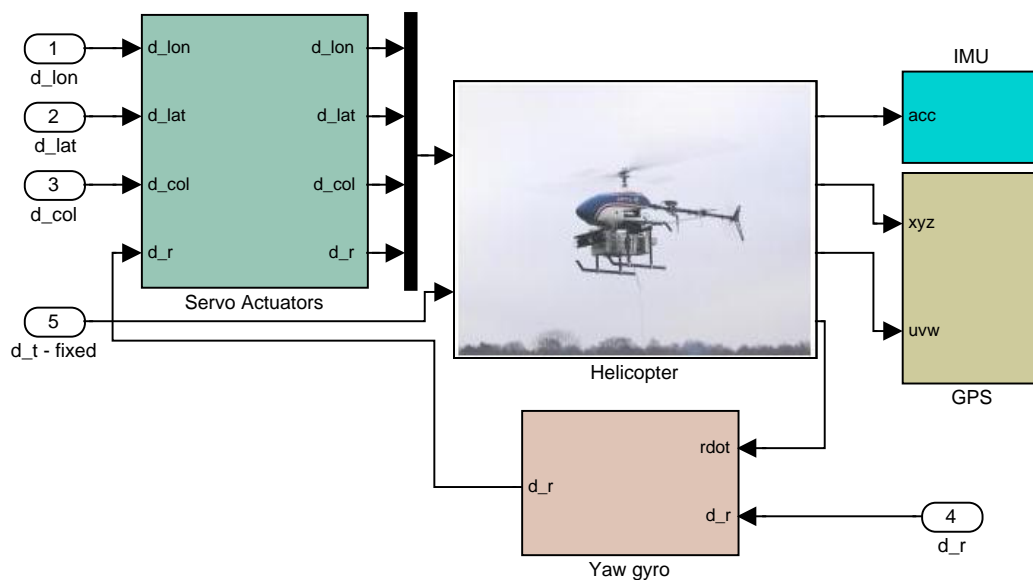 1
d_lon
2
d_lat
3
d_col
5
d_t - fixed
d_lon
d_lat
d_col
d_r
d_lon
d_lat
d_col
d_r
Servo Actuators
Helicopter
IMU
acc
xyz
uvw
GPS
rdot
d_r
d_r
Yaw gyro
4
d_r